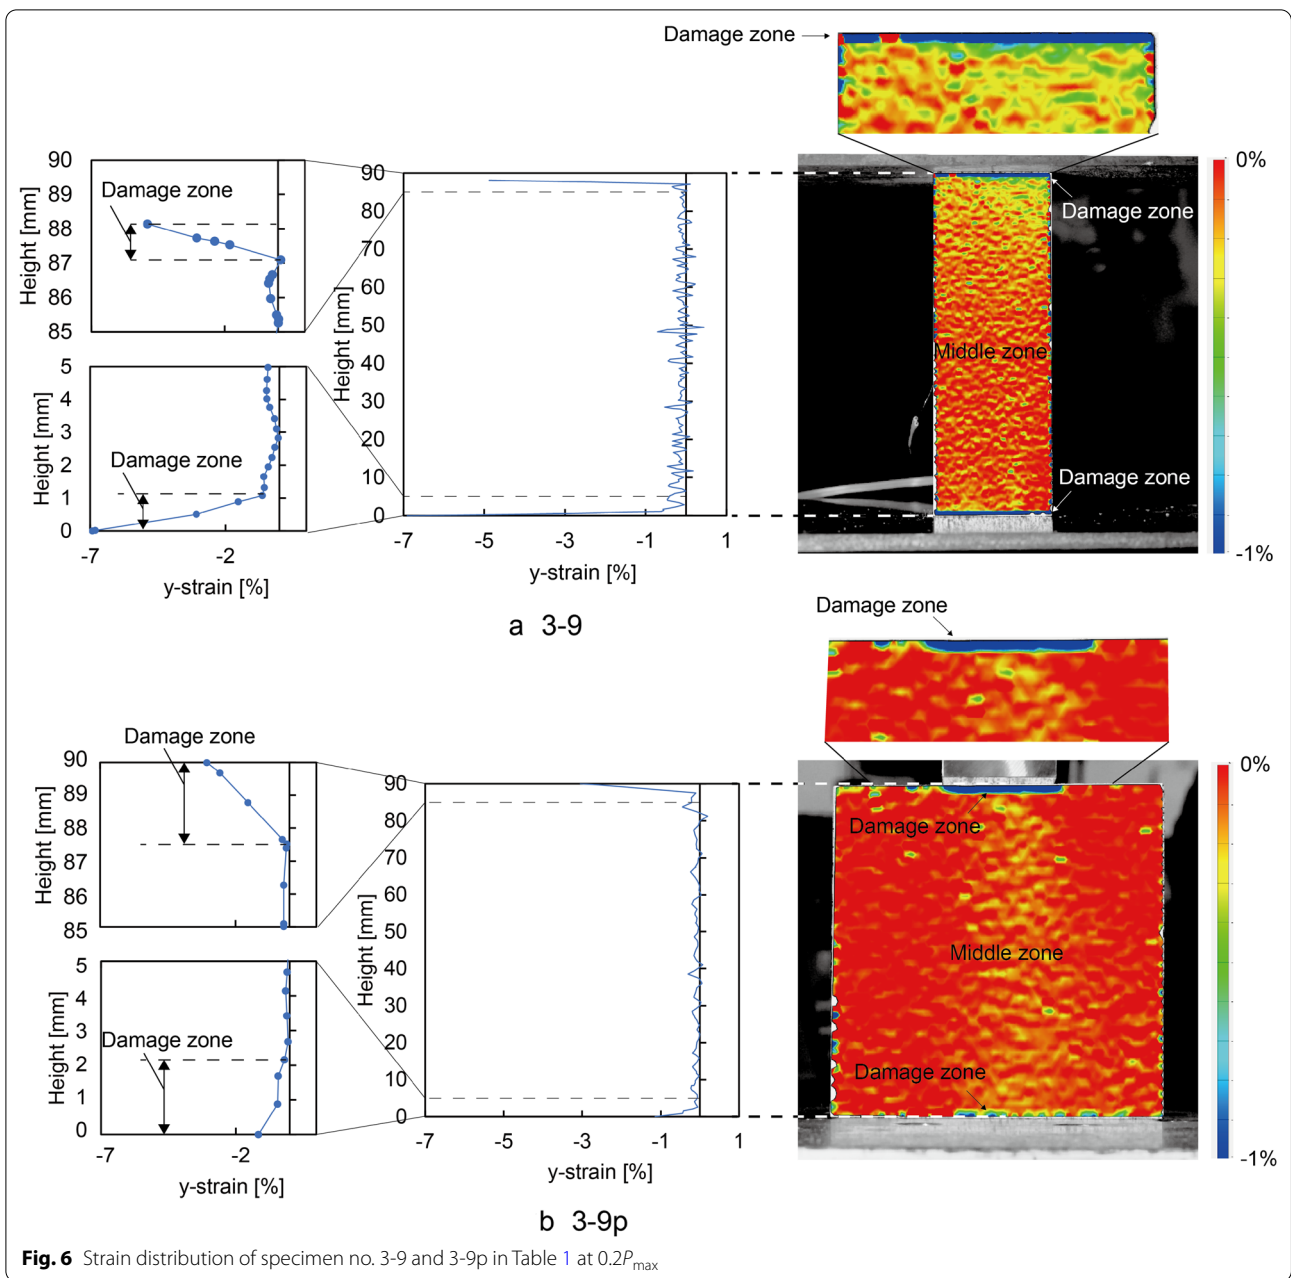 Damage zone
90
89
88
87
86
85
Height [mm]
Damage zone
5
4
3
2
1
0
Height [mm]
Damage zone
-7
-2
y-strain [%]
90
80
70
60
50
40
30
20
10
0
Height [mm]
-7
-5
-3
-1
1
y-strain [%]
Damage zone
Middle zone
Damage zone
0%
-1%
a 3-9
Damage zone
Damage zone
90
89
88
87
86
85
Height [mm]
5
4
3
2
1
0
Height [mm]
Damage zone
-7
-2
y-strain [%]
90
80
70
60
50
40
30
20
10
0
Height [mm]
-7
-5
-3
-1
1
y-strain [%]
Damage zone
Middle zone
Damage zone
0%
-1%
b 3-9p
Fig. 6 Strain distribution of specimen no. 3-9 and 3-9p in Table 1 at 0.2Pmax